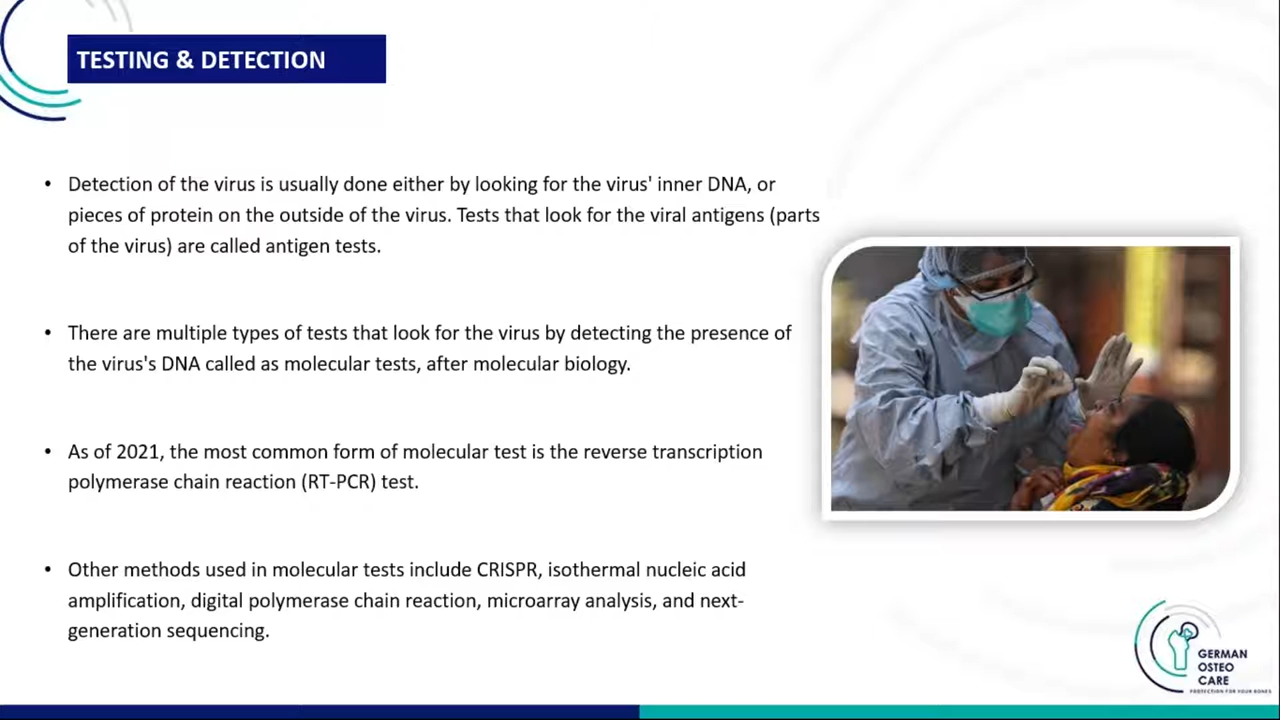 TESTING & DETECTION
• Detection of the virus is usually done either by looking for the virus' inner DNA, or
pieces of protein on the outside of the virus. Tests that look for the viral antigens (parts
of the virus) are called antigen tests.
• There are multiple types of tests that look for the virus by detecting the presence of
the virus's DNA called as molecular tests, after molecular biology.
• As of 2021, the most common form of molecular test is the reverse transcription
polymerase chain reaction (RT-PCR) test.
• Other methods used in molecular tests include CRISPR, isothermal nucleic acid
amplification, digital polymerase chain reaction, microarray analysis, and next-
generation sequencing.
GERMAN
OSTEO
CARE
PROTECTION FOR YOUR BONES